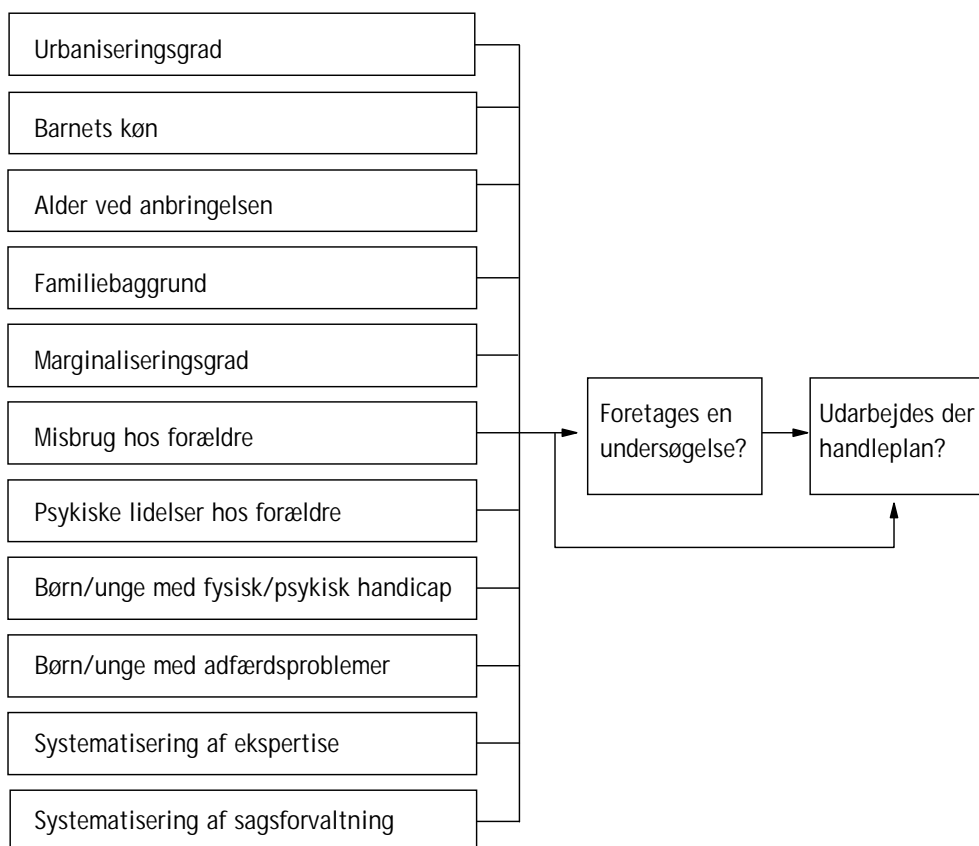 Urbaniseringsgrad
Barnets køn
Alder ved anbringelsen
Familiebaggrund
Marginaliseringsgrad
Misbrug hos forældre
Psykiske lidelser hos forældre
Børn/unge med fysisk/psykisk handicap
Børn/unge med adfærdsproblemer
Systematisering af ekspertise
Systematisering af sagsforvaltning
Foretages en
undersøgelse?
Udarbejdes der
handleplan?